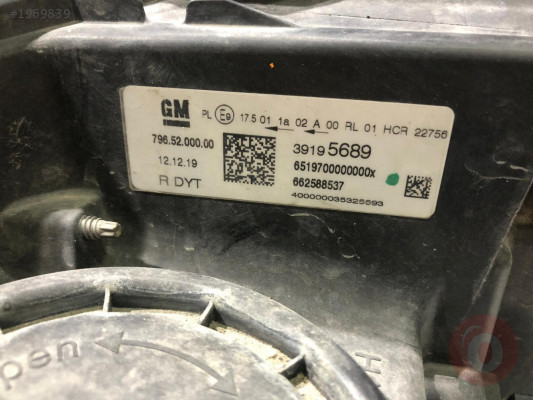 #1969839
GM
PL E9 17.5 01 1a 02 A 00 RL 01 HCR 22756
796.52.000.00
12.12.19
R DYT
39195689
6519700000000x
662588537
400000035325593
pen
H